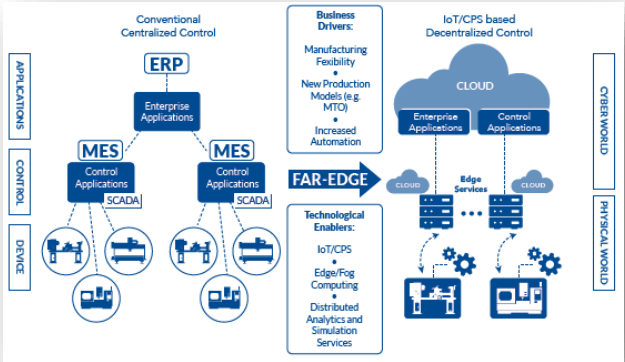 Conventional
Centralized Control
APPLICATIONS
CONTROL
DEVICE
ERP
Enterprise
Applications
MES
Control
Applications
SCADA
MES
Control
Applications
SCADA
Business
Drivers:
Manufacturing
Fexibility
•
New Production
Models (e.g.
MTO)
•
Increased
Automation
FAR-EDGE
Technological
Enablers:
IoT/CPS
•
Edge/Fog
Computing
•
Distributed
Analytics and
Simulation
Services
IoT/CPS based
Decentralized Control
CLOUD
Enterprise
Applications
Control
Applications
CLOUD
Edge
Services
CLOUD
CYBER WORLD
PHYSICAL WORLD